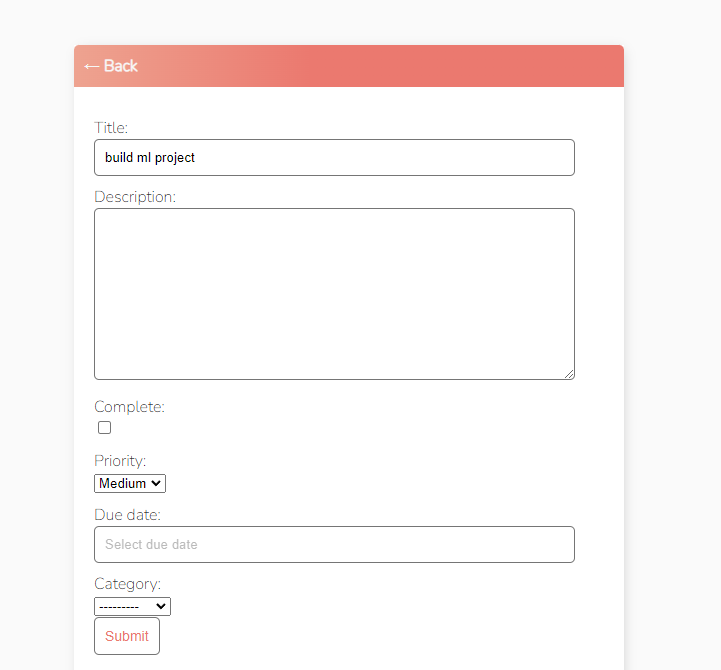 ← Back
Title:
build ml project
Description:
Complete:
Priority:
Medium
Due date:
Select due date
Category:
---------
Submit